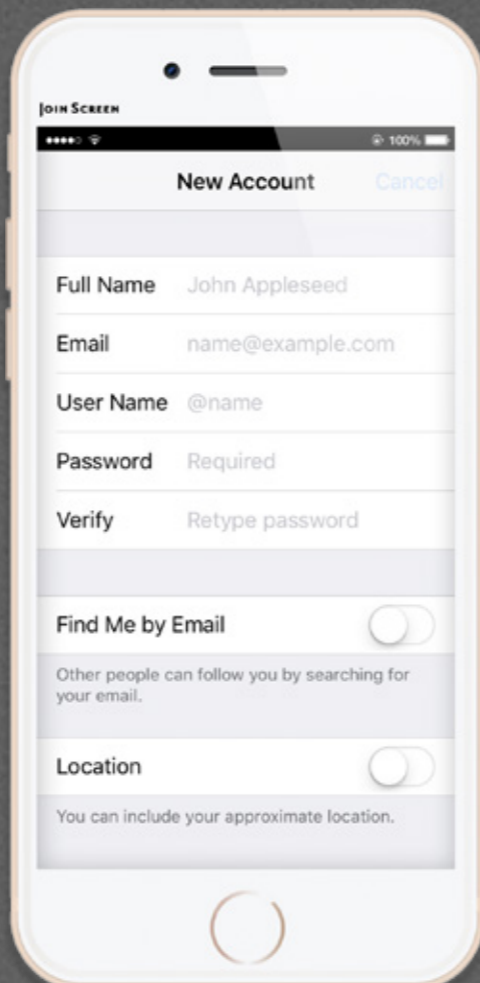 JOIN SCREEN
100%
New Account Cancel
Full Name John Appleseed
Email name@example.com
User Name @name
Password Required
Verify Retype password
Find Me by Email
Other people can follow you by searching for
your email.
Location
You can include your approximate location.